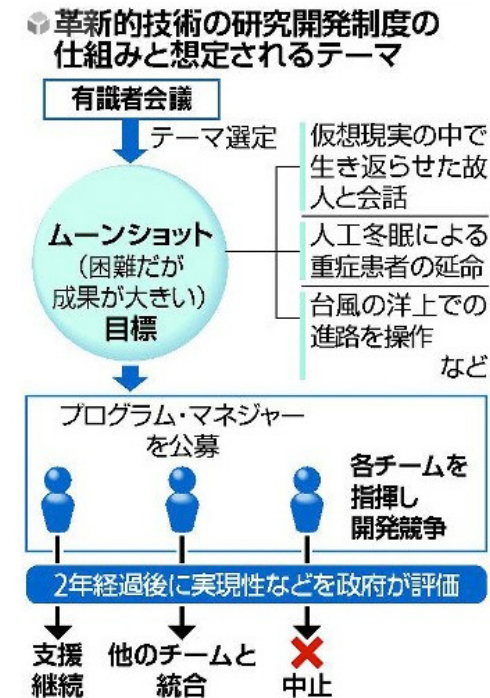 革新的技術の研究開発制度の
仕組みと想定されるテーマ
有識者会議
テーマ選定
ムーンショット
(困難だが
成果が大きい)
目標
仮想現実の中で
生き返らせた故
人と会話
人工冬眠による
重症患者の延命
台風の洋上での
進路を操作
など
プログラム・マネジャー
を公募
各チームを
指揮し
開発競争
2年経過後に実現性などを政府が評価
支援
継続
他のチームと
統合
中止